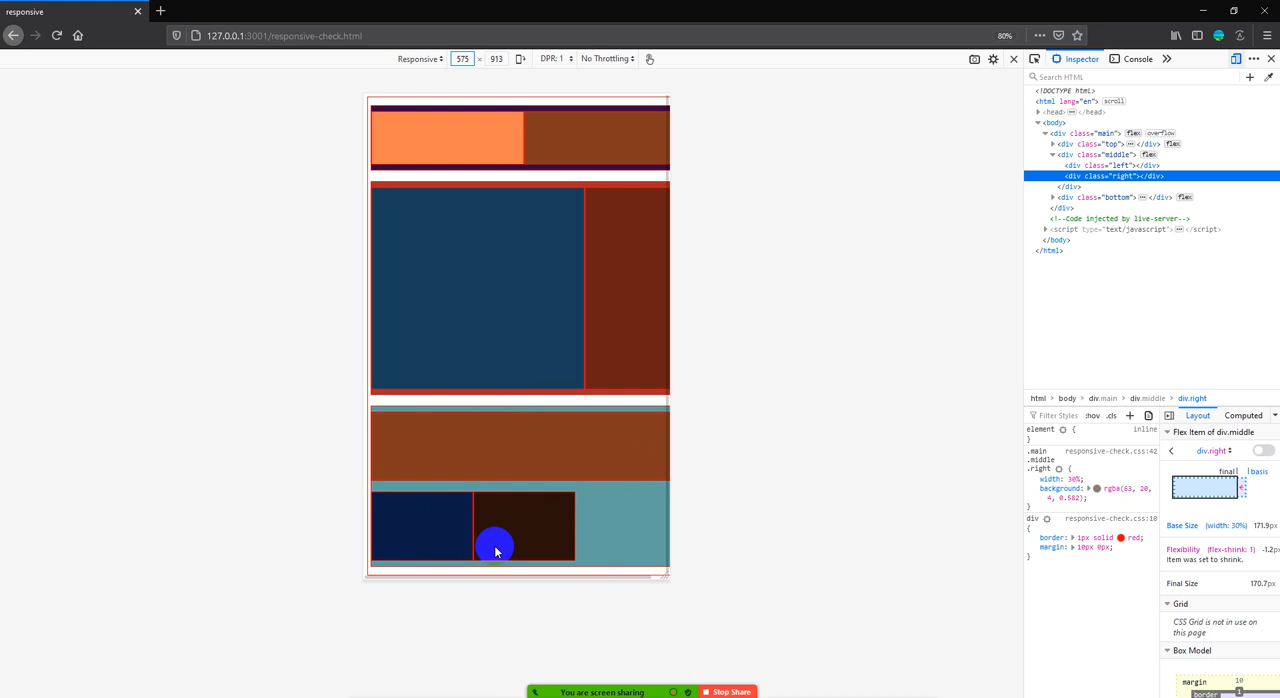 responsive
127.0.0.1:3001/responsive-check.html
80%
Responsive
575
×
913
DPR: 1
No Throttling
Inspector
Console
Search HTML
<!DOCTYPE html>
<html lang="en"> scroll
<head> </head>
<body>
<div class="main"> flex overflow
<div class="top"> </div> flex
<div class="middle"> flex
<div class="left"></div>
<div class="right"></div>
</div>
<div class="bottom"> </div> flex
</div>
<!--Code injected by live-server-->
<script type="text/javascript"> </script>
</body>
</html>
html > body > div.main > div.middle > div.right
Filter Styles
:hov
.cls
Layout
Computed
element { inline
}
.main responsive-check.css:42
.middle
.right {
width: 30%;
background: rgba(63, 20,
4, 0.582);
}
div responsive-check.css:10
{
border: 1px solid red;
margin: 10px 0px;
}
Flex Item of div.middle
div.right
final
basis
Base Size (width: 30%) 171.9px
Flexibility (flex-shrink: 1) -1.2px
Item was set to shrink.
Final Size 170.7px
Grid
CSS Grid is not in use on
this page
Box Model
margin
10
border
1
You are screen sharing
Stop Share